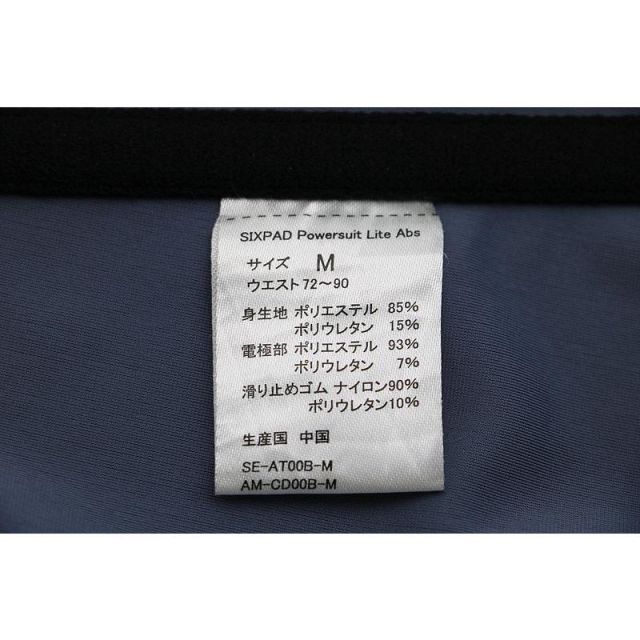 SIXPAD Powersuit Lite Abs
サイズ M
ウエスト72～90
身生地 ポリエステル 85%
ポリウレタン 15%
電極部 ポリエステル 93%
ポリウレタン 7%
滑り止めゴム ナイロン90%
ポリウレタン10%
生産国 中国
SE-AT00B-M
AM-CD00B-M